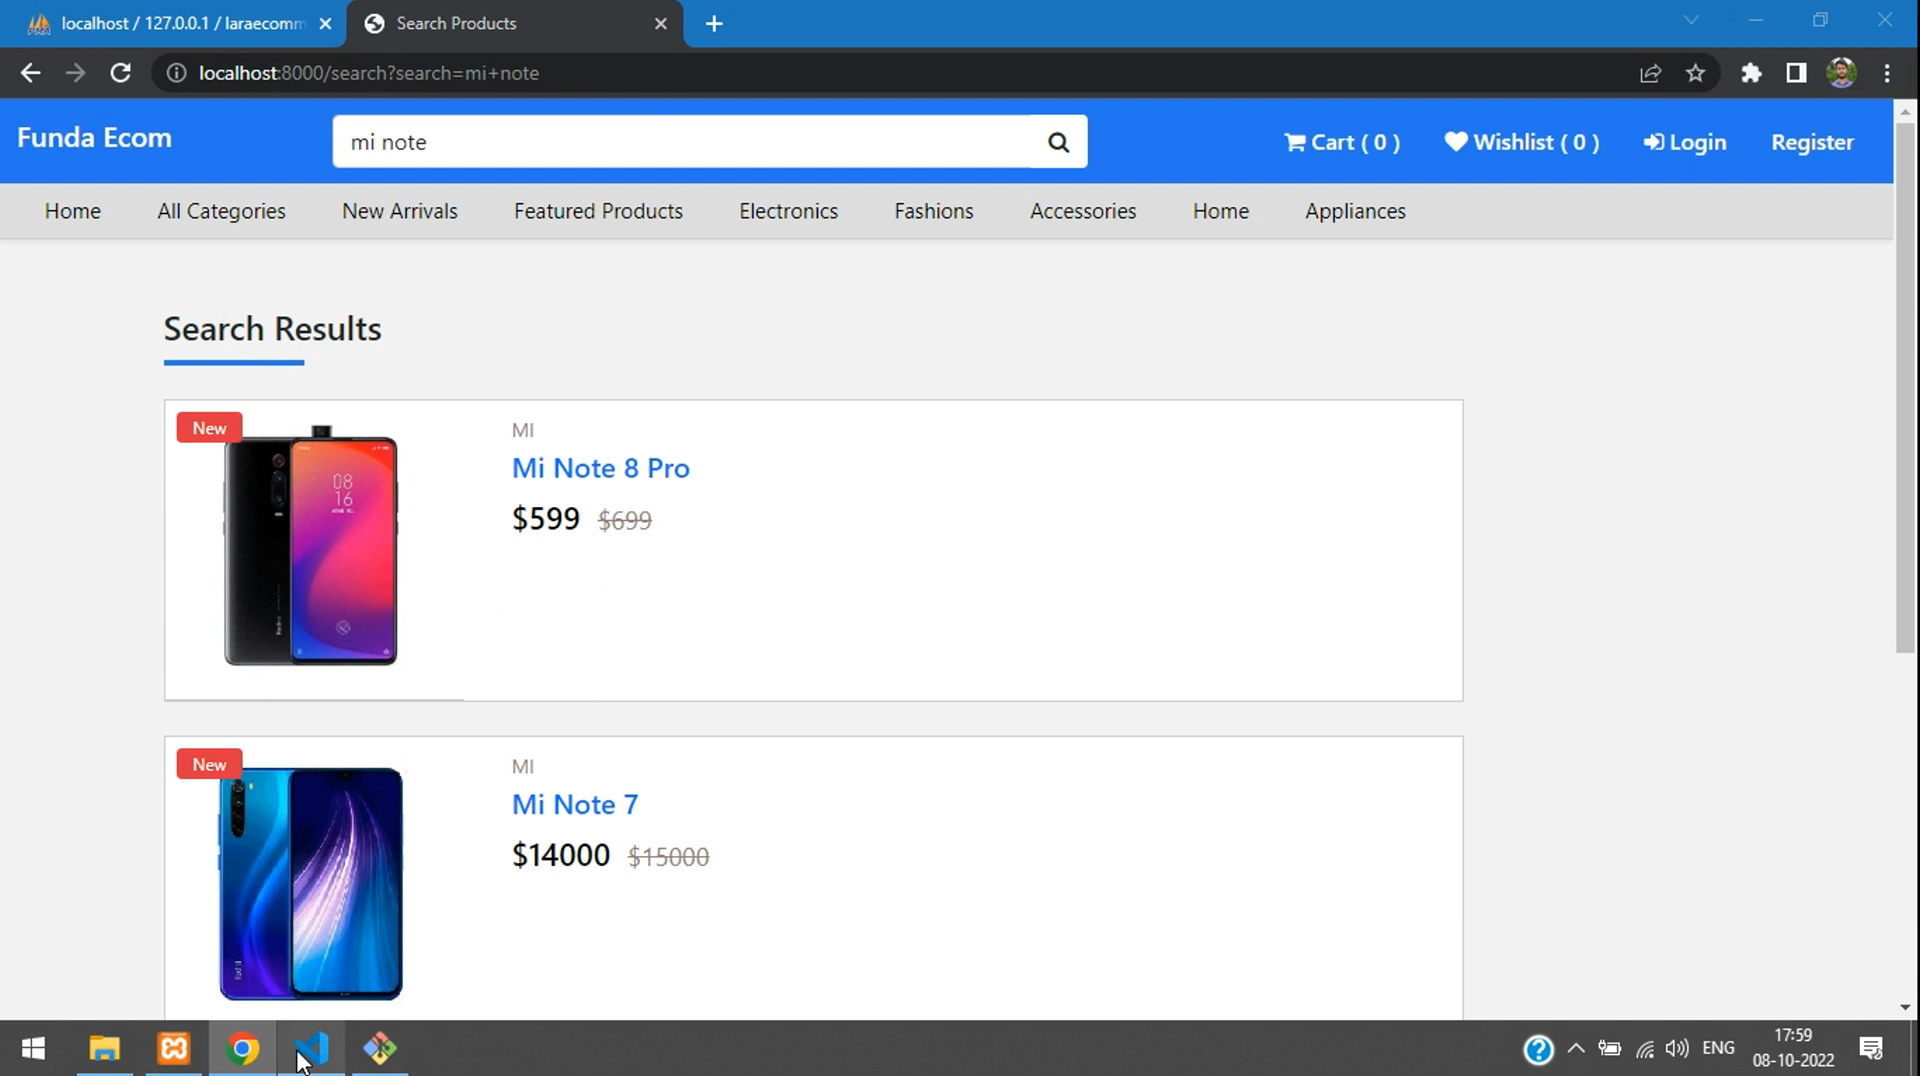 localhost / 127.0.0.1 / laraecomm
Search Products
localhost:8000/search?search=mi+note
Funda Ecom
mi note
Cart ( 0 )
Wishlist ( 0 )
Login
Register
Home
All Categories
New Arrivals
Featured Products
Electronics
Fashions
Accessories
Home
Appliances
Search Results
New
08
16
MI
Mi Note 8 Pro
$599 $699
New
MI
Mi Note 7
$14000 $15000
ENG
17:59
08-10-2022